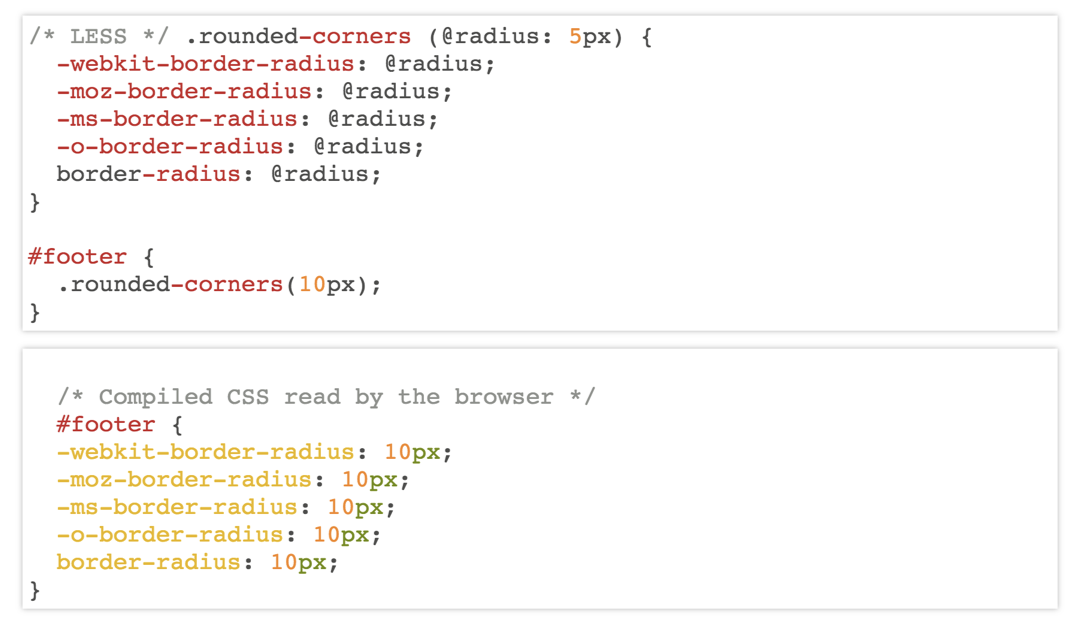 /* LESS */ .rounded-corners (@radius: 5px) {
  -webkit-border-radius: @radius;
  -moz-border-radius: @radius;
  -ms-border-radius: @radius;
  -o-border-radius: @radius;
  border-radius: @radius;
}

#footer {
  .rounded-corners(10px);
}

  /* Compiled CSS read by the browser */
  #footer {
  -webkit-border-radius: 10px;
  -moz-border-radius: 10px;
  -ms-border-radius: 10px;
  -o-border-radius: 10px;
  border-radius: 10px;
}